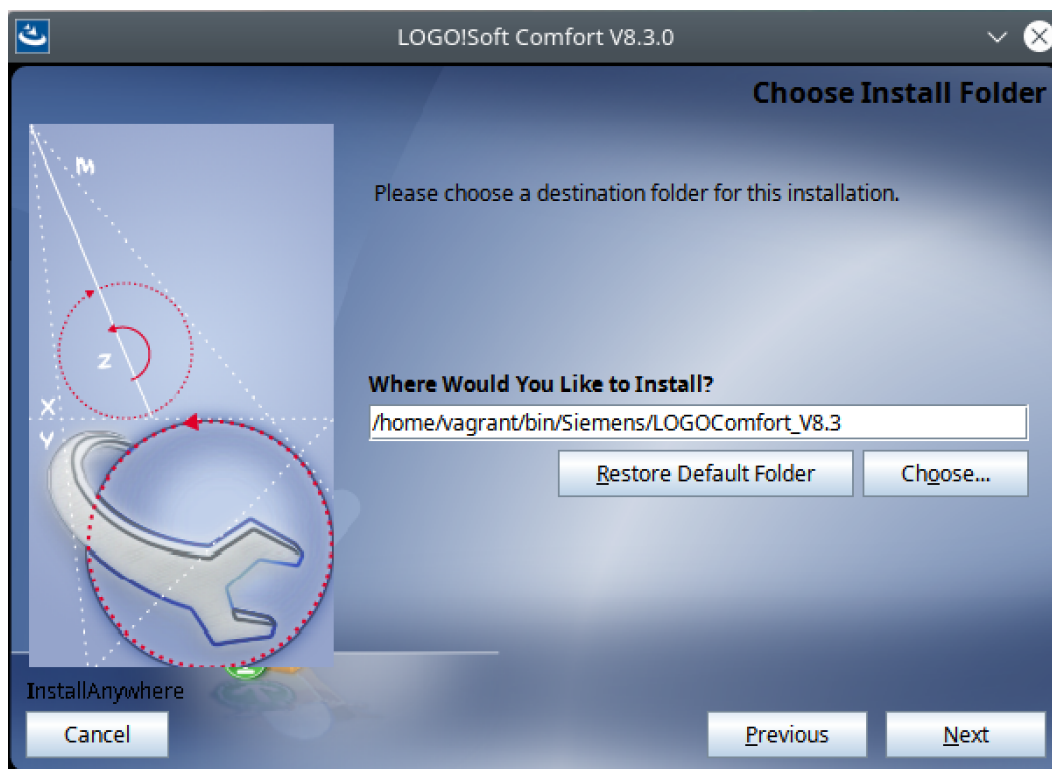 LOGO!Soft Comfort V8.3.0
Choose Install Folder
M
Please choose a destination folder for this installation.
Z
Where Would You Like to Install?
X
/home/vagrant/bin/Siemens/LOGOComfort_V8.3
Y
Restore Default Folder
Choose...
InstallAnywhere
Cancel
Previous
Next